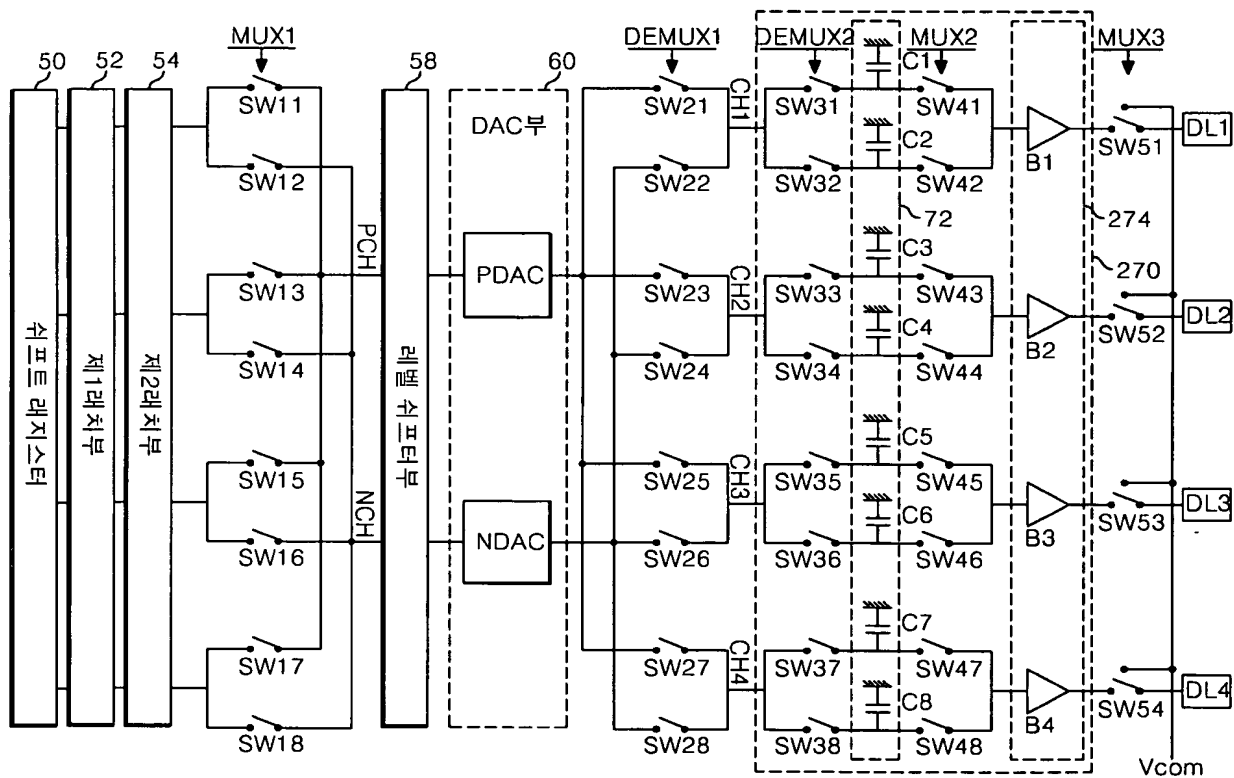 50
52
54
MUX1
58
60
DEMUX1
DEMUX2
MUX2
MUX3
SW11
DAC부
SW21
CH1
SW31
C1
SW41
SW51
DL1
SW12
SW22
SW32
C2
SW42
B1
72
274
270
PCH
PDAC
SW13
SW23
CH2
SW33
C3
SW43
SW52
DL2
SW14
SW24
SW34
C4
SW44
B2
쉬프트 래지스터
제1래치부
제2래치부
레벨 쉬프터부
SW15
SW25
CH3
SW35
C5
SW45
SW53
DL3
NCH
NDAC
SW16
SW26
SW36
C6
SW46
B3
SW17
SW27
CH4
SW37
C7
SW47
SW54
DL4
SW18
SW28
SW38
C8
SW48
B4
Vcom